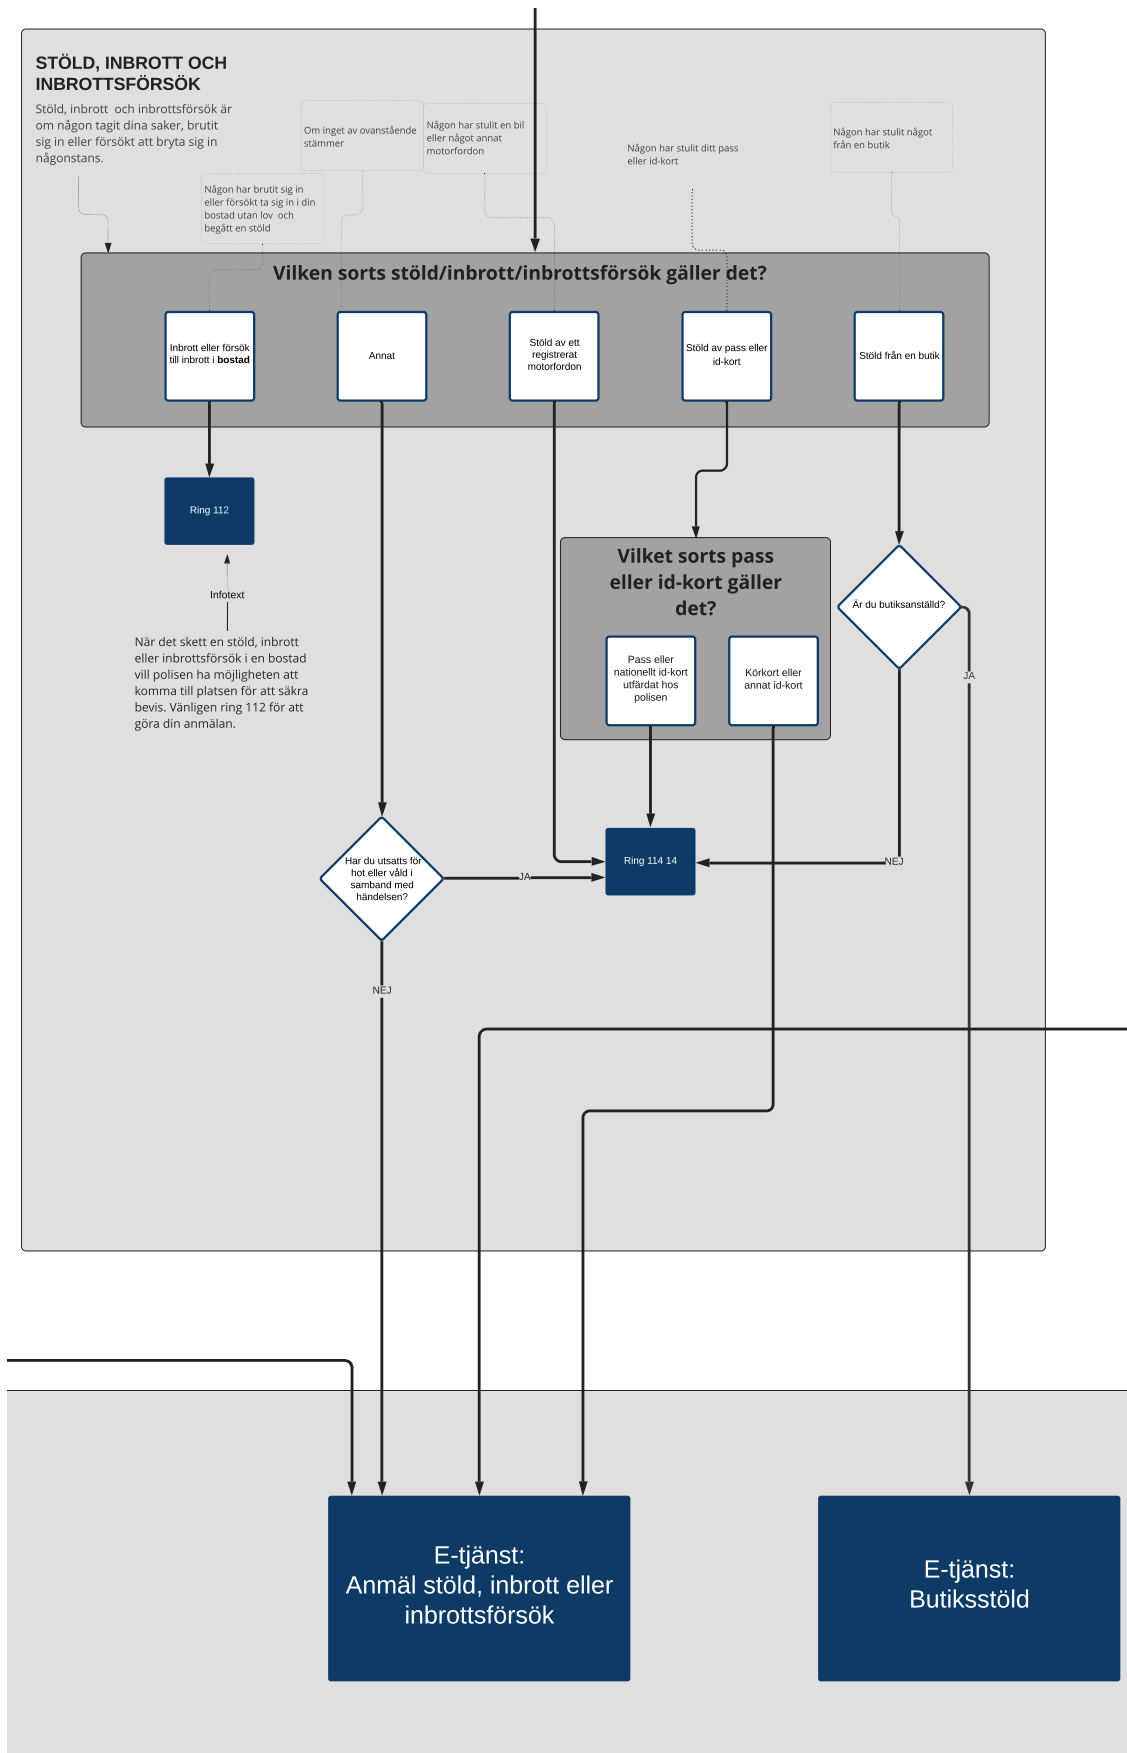 STÖLD, INBROTT OCH
INBROTTSFÖRSÖK
Stöld, inbrott och inbrottsförsök är
om någon tagit dina saker, brutit
sig in eller försökt att bryta sig in
någonstans.
Någon har brutit sig in
eller försökt ta sig in i din
bostad utan lov och
begått en stöld
Om inget av ovanstående
stämmer
Någon har stulit en bil
eller något annat
motorfordon
Någon har stulit ditt pass
eller id-kort
Någon har stulit något
från en butik
Vilken sorts stöld/inbrott/inbrottsförsök gäller det?
Inbrott eller försök
till inbrott i bostad
Annat
Stöld av ett
registrerat
motorfordon
Stöld av pass eller
id-kort
Stöld från en butik
Ring 112
Infotext
När det skett en stöld, inbrott
eller inbrottsförsök i en bostad
vill polisen ha möjligheten att
komma till platsen för att säkra
bevis. Vänligen ring 112 för att
göra din anmälan.
Vilket sorts pass
eller id-kort gäller
det?
Pass eller
nationellt id-kort
utfärdat hos
polisen
Körkort eller
annat id-kort
Är du butiksanställd?
JA
NEJ
Har du utsatts för
hot eller våld i
samband med
händelsen?
JA
Ring 114 14
NEJ
E-tjänst:
Anmäl stöld, inbrott eller
inbrottsförsök
E-tjänst:
Butiksstöld